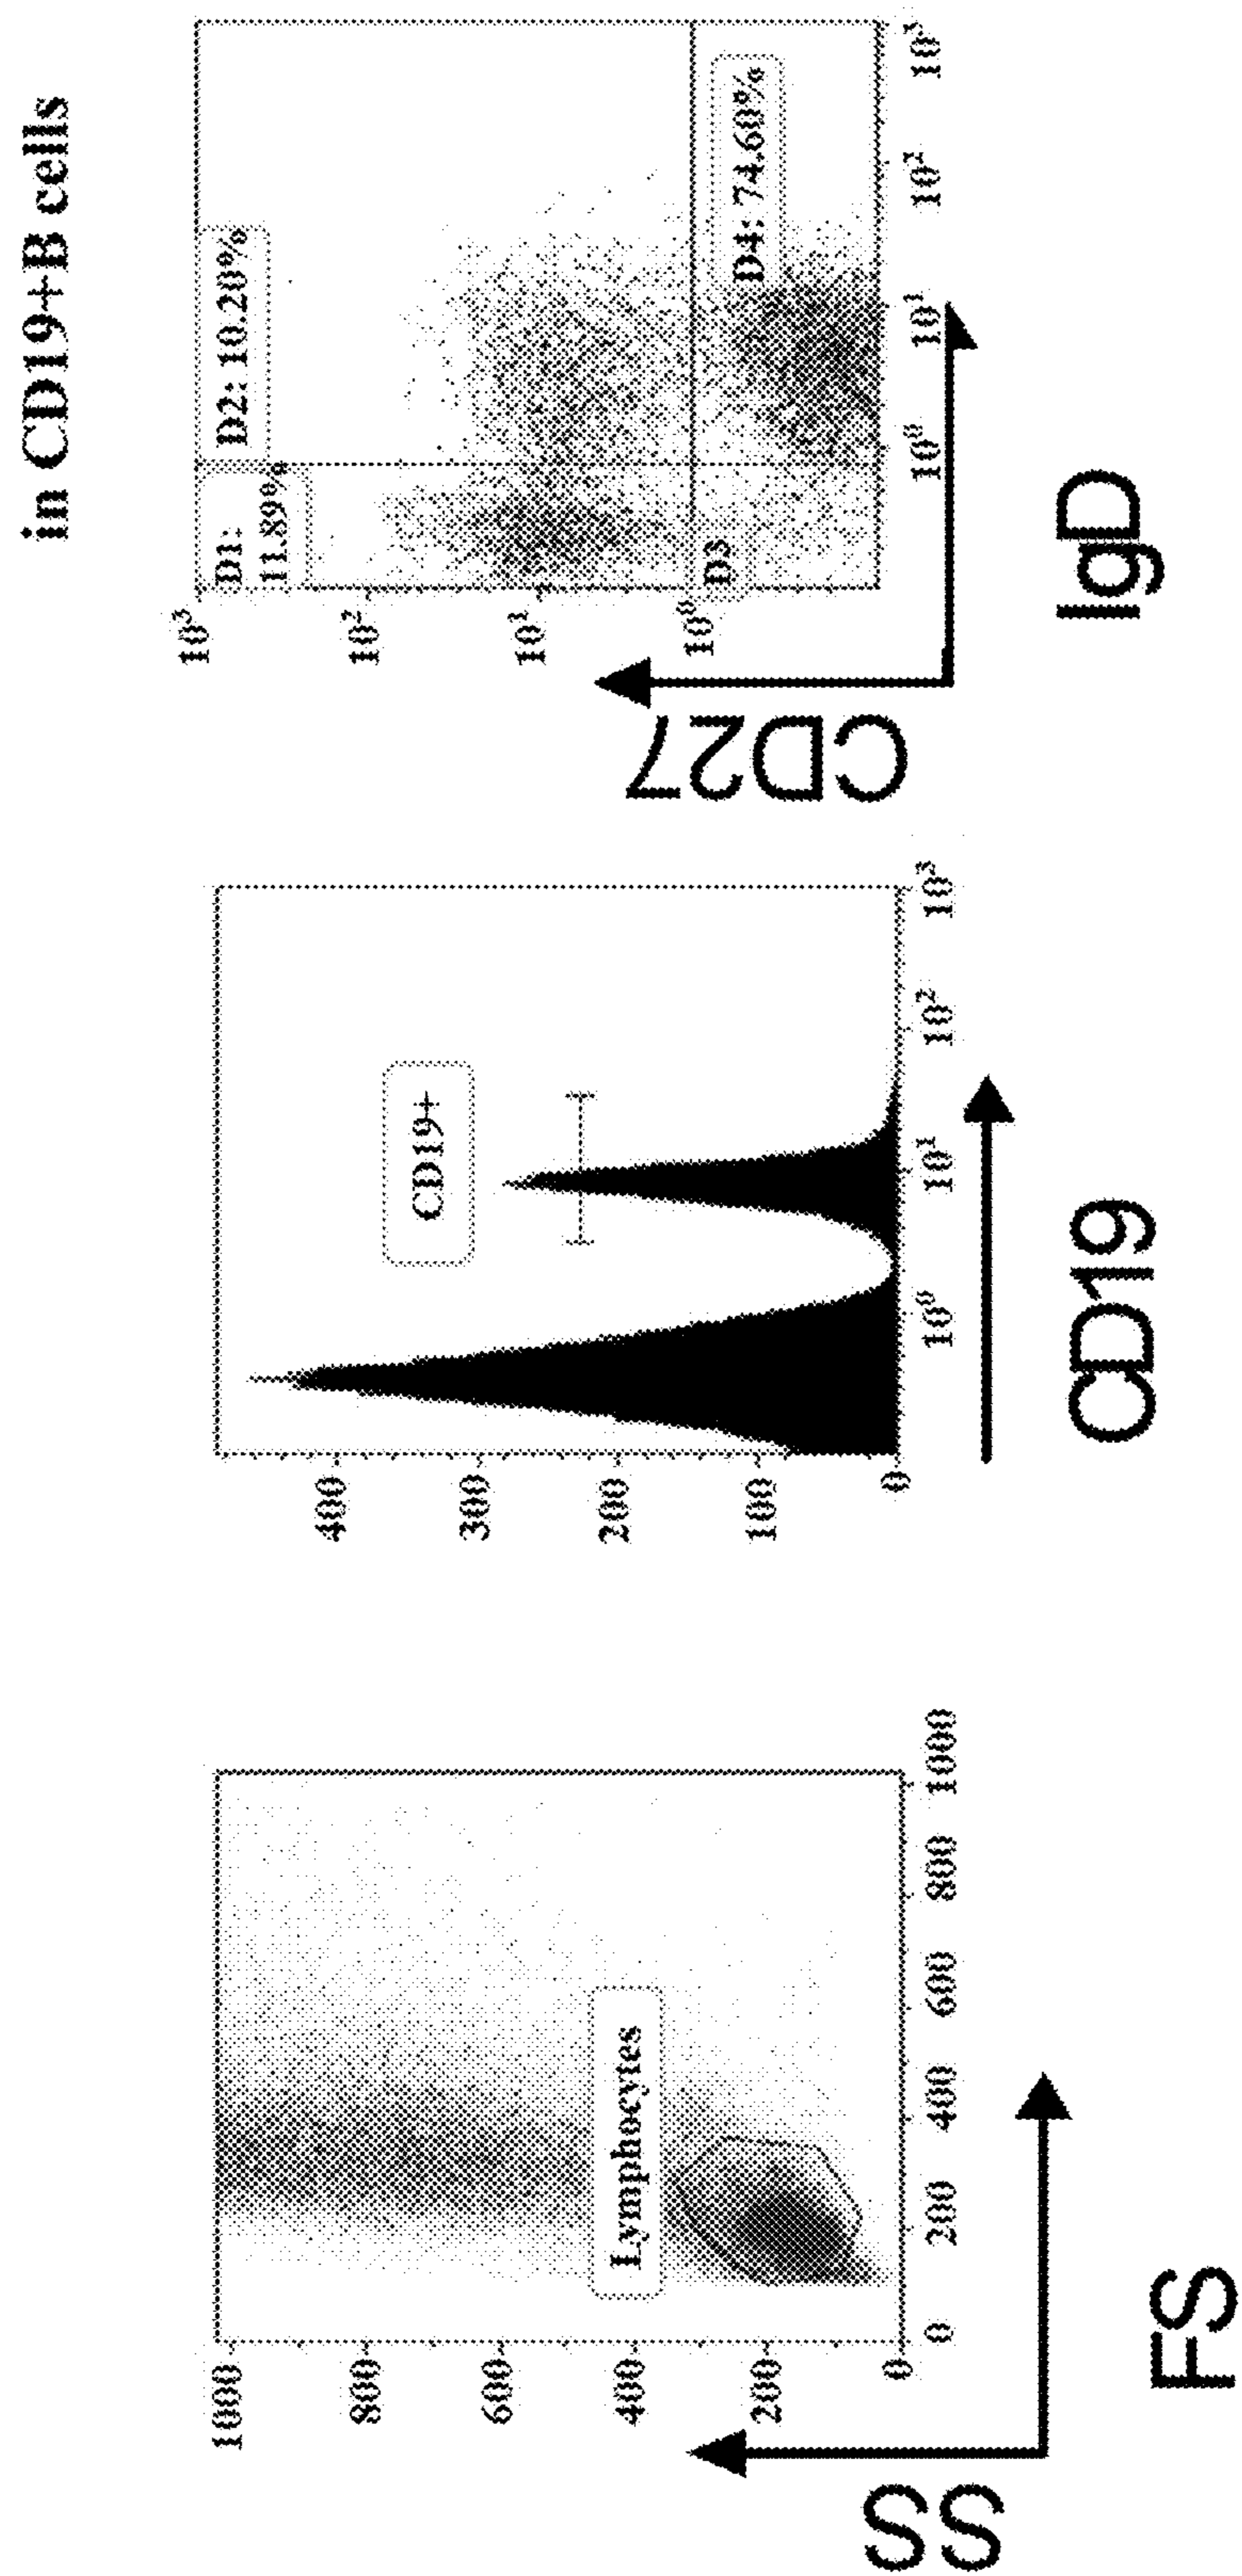 SS
1000
800
600
400
200
0
Lymphocytes
0 200 400 600 800 1000
FS
400
300
200
100
0
CD19+
10⁰ 10¹ 10² 10³
CD19
in CD19+B cells
CD27
10³
10²
10¹
10⁰
D1:
11.89%
D2: 10.20%
D3
D4: 74.60%
10⁰ 10¹ 10² 10³
IgD